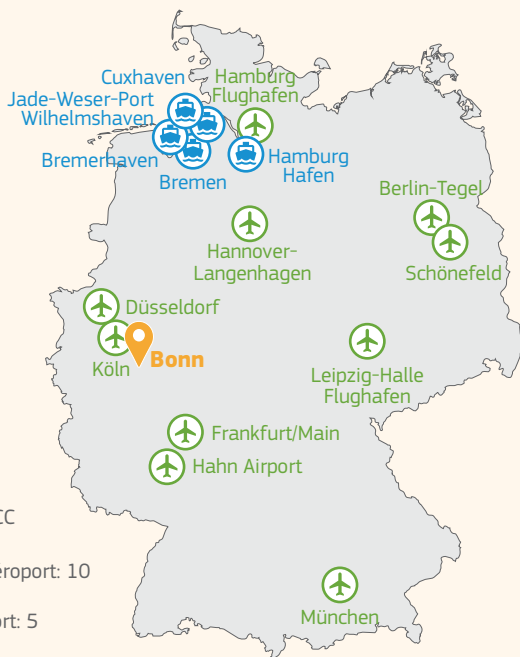 Cuxhaven
Hamburg
Flughafen
Jade-Weser-Port
Wilhelmshaven
Bremerhaven
Bremen
Hamburg
Hafen
Berlin-Tegel
Schönefeld
Hannover-
Langenhagen
Düsseldorf
Köln
Bonn
Leipzig-Halle
Flughafen
Frankfurt/Main
Hahn Airport
München
CC
eroport: 10
ort: 5